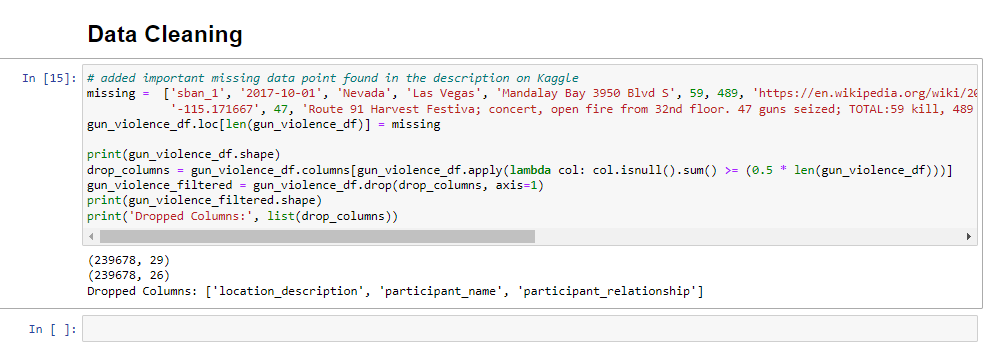 Data Cleaning
In [15]: # added important missing data point found in the description on Kaggle
missing = ['sban_1', '2017-10-01', 'Nevada', 'Las Vegas', 'Mandalay Bay 3950 Blvd S', 59, 489, 'https://en.wikipedia.org/wiki/20
'-115.171667', 47, 'Route 91 Harvest Festiva; concert, open fire from 32nd floor. 47 guns seized; TOTAL:59 kill, 489
gun_violence_df.loc[len(gun_violence_df)] = missing
print(gun_violence_df.shape)
drop_columns = gun_violence_df.columns[gun_violence_df.apply(lambda col: col.isnull().sum() >= (0.5 * len(gun_violence_df)))]
gun_violence_filtered = gun_violence_df.drop(drop_columns, axis=1)
print(gun_violence_filtered.shape)
print('Dropped Columns:', list(drop_columns))
(239678, 29)
(239678, 26)
Dropped Columns: ['location_description', 'participant_name', 'participant_relationship']
In [ ]: